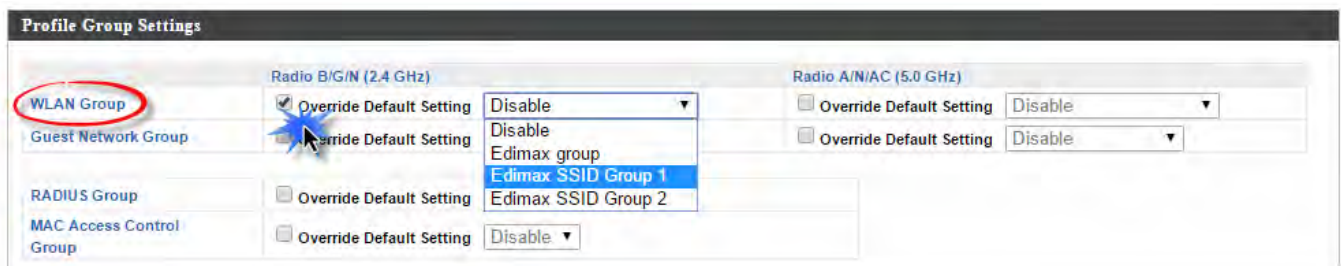 Profile Group Settings
Radio B/G/N (2.4 GHz) Radio A/N/AC (5.0 GHz)
WLAN Group Override Default Setting Disable Override Default Setting Disable
Guest Network Group Override Default Setting Override Default Setting Disable
Disable
Edimax group
Edimax SSID Group 1
Edimax SSID Group 2
RADIUS Group Override Default Setting
MAC Access Control
Group Override Default Setting Disable